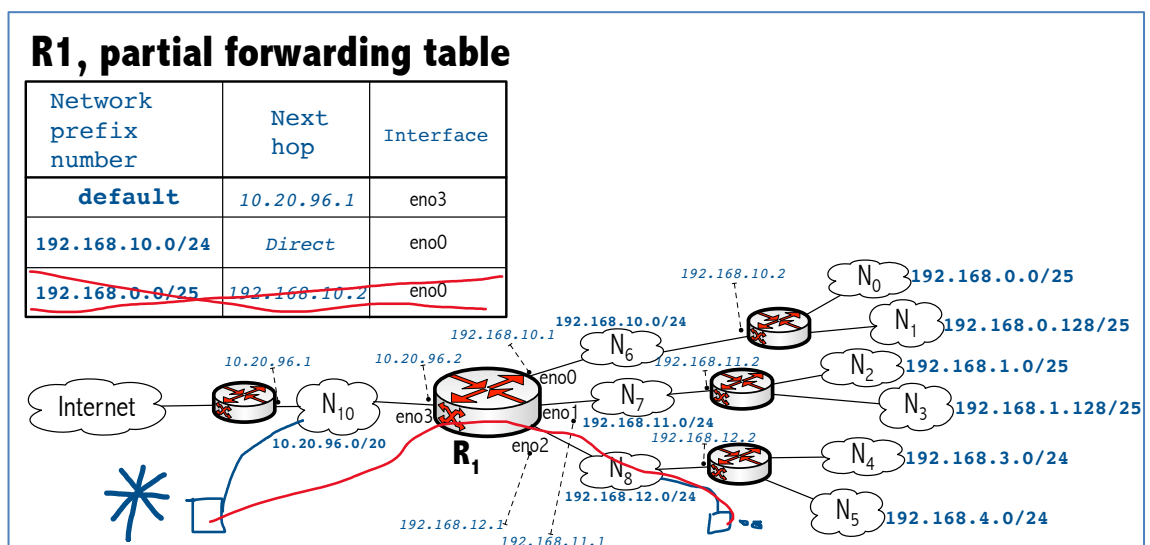 R1, partial forwarding table
Network prefix number
Next hop
Interface
default
10.20.96.1
eno3
192.168.10.0/24
Direct
eno0
192.168.0.0/25
192.168.10.2
eno0
192.168.10.2
N0
192.168.0.0/25
N1
192.168.0.128/25
192.168.10.1
192.168.10.0/24
N6
eno0
192.168.11.2
N2
192.168.1.0/25
N3
192.168.1.128/25
10.20.96.1
10.20.96.2
Internet
N10
10.20.96.0/20
eno3
R1
eno1
N7
192.168.11.0/24
eno2
192.168.12.2
N4
192.168.3.0/24
N8
192.168.12.0/24
N5
192.168.4.0/24
192.168.12.1
192.168.11.1